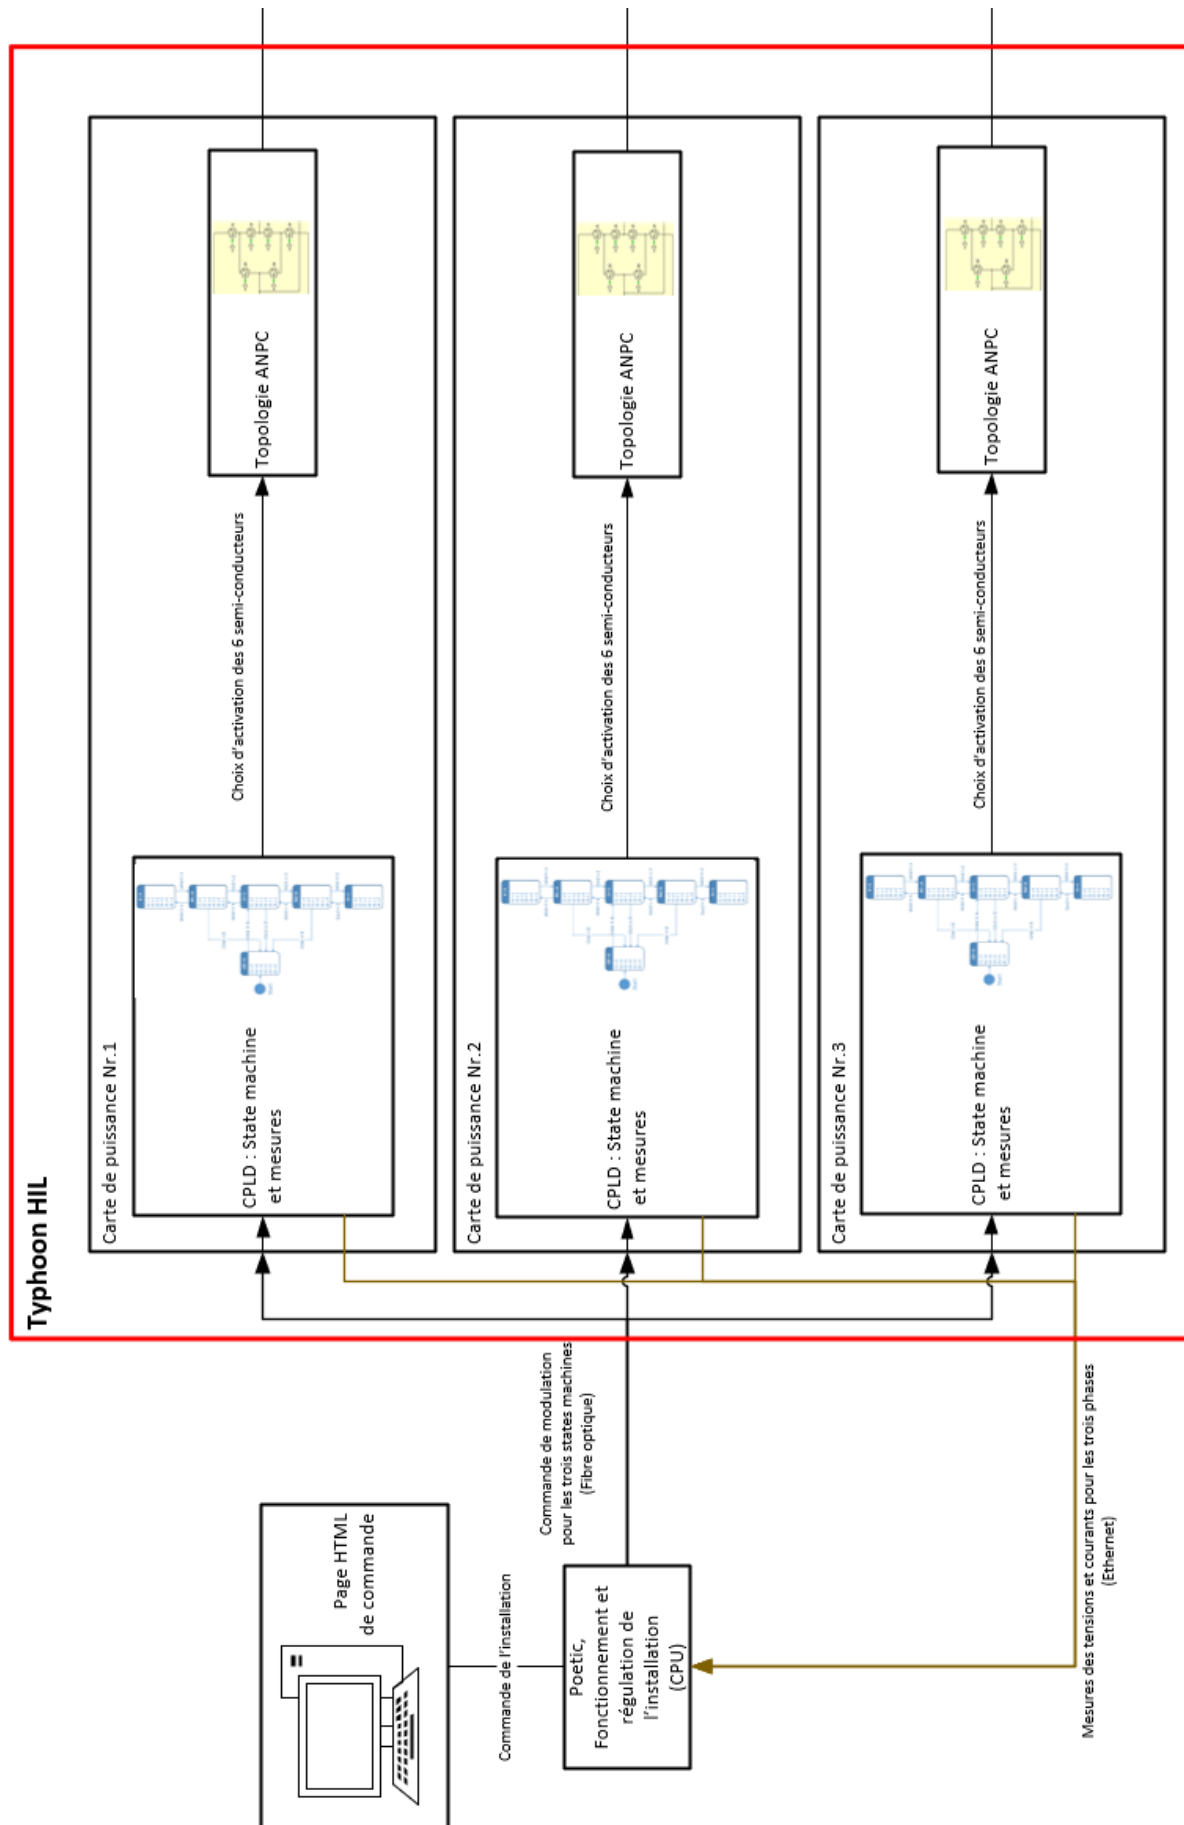 Typhoon HIL
Carte de puissance Nr.1
CPLD : State machine
et mesures
Choix d'activation des 6 semi-conducteurs
Topologie ANPC
Carte de puissance Nr.2
CPLD : State machine
et mesures
Choix d'activation des 6 semi-conducteurs
Topologie ANPC
Carte de puissance Nr.3
CPLD : State machine
et mesures
Choix d'activation des 6 semi-conducteurs
Topologie ANPC
Page HTML
de commande
Commande de l'installation
Poetic,
Fonctionnement et
régulation de
l'installation
(CPU)
Commande de modulation
pour les trois states machines
(Fibre optique)
Mesures des tensions et courants pour les trois phases
(Ethernet)